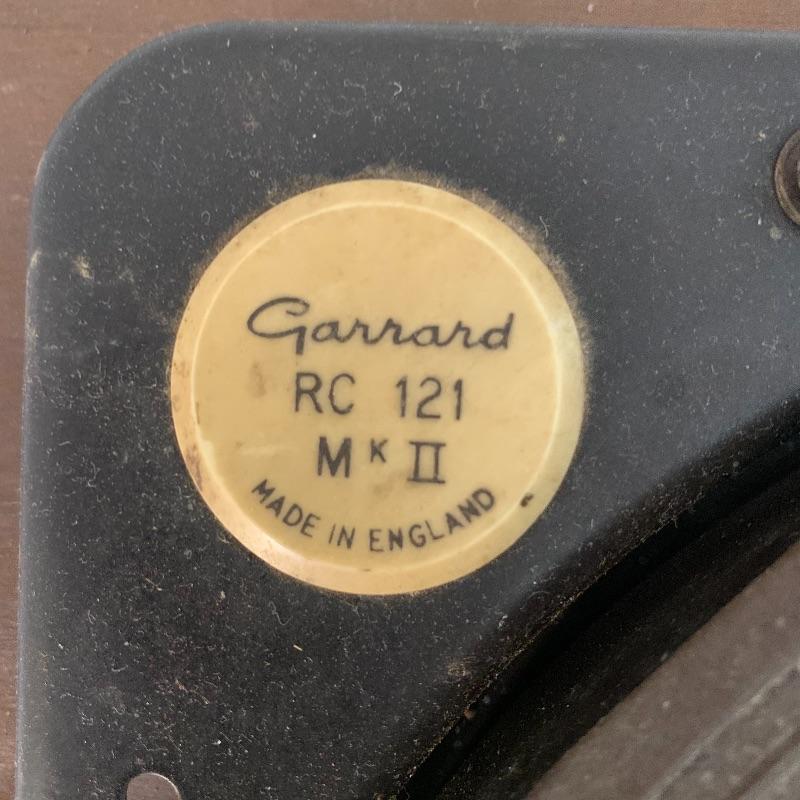 Garrard
RC 121
Mᴷ II
MADE IN ENGLAND